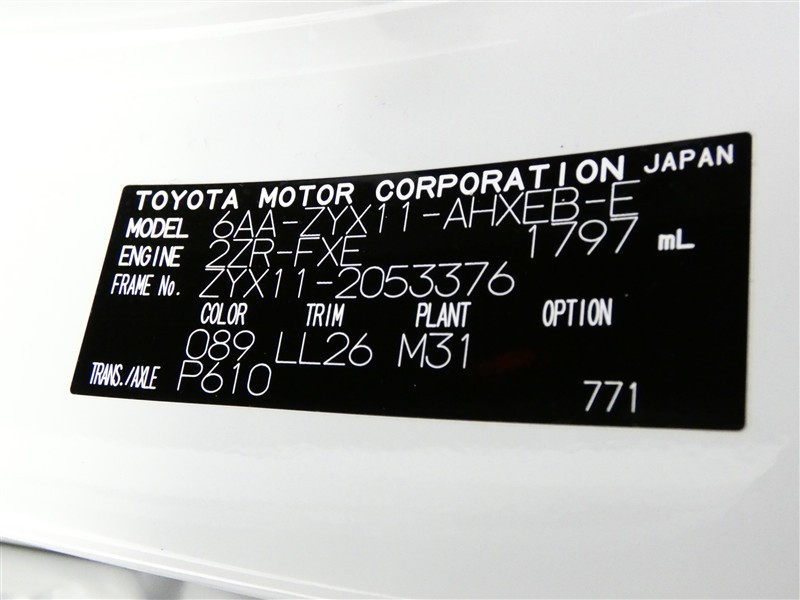 TOYOTA MOTOR CORPORATION JAPAN
MODEL 6AA-ZYX11-AHXEB-E
ENGINE 2ZR-FXE 1797 mL
FRAME No. ZYX11-2053376
COLOR TRIM PLANT OPTION
089 LL26 M31
TRANS./AXLE P610
771